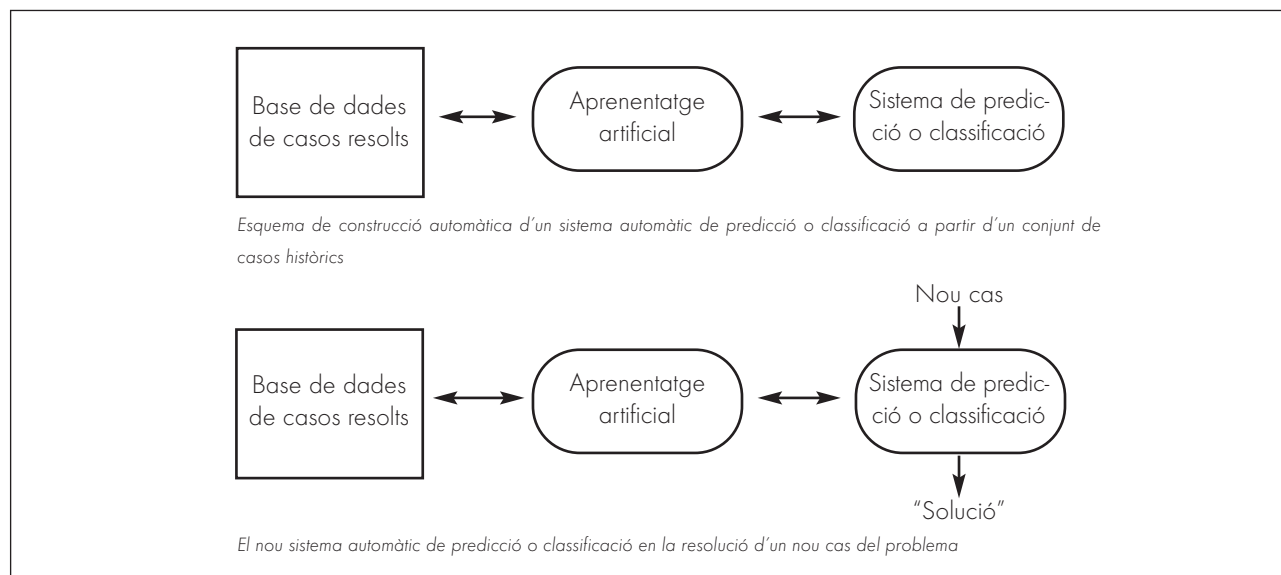 Base de dades
de casos resolts
Aprenentatge
artificial
Sistema de predic-
ció o classificació
Esquema de construcció automàtica d'un sistema automàtic de predicció o classificació a partir d'un conjunt de
casos històrics
Nou cas
Base de dades
de casos resolts
Aprenentatge
artificial
Sistema de predic-
ció o classificació
“Solució”
El nou sistema automàtic de predicció o classificació en la resolució d'un nou cas del problema